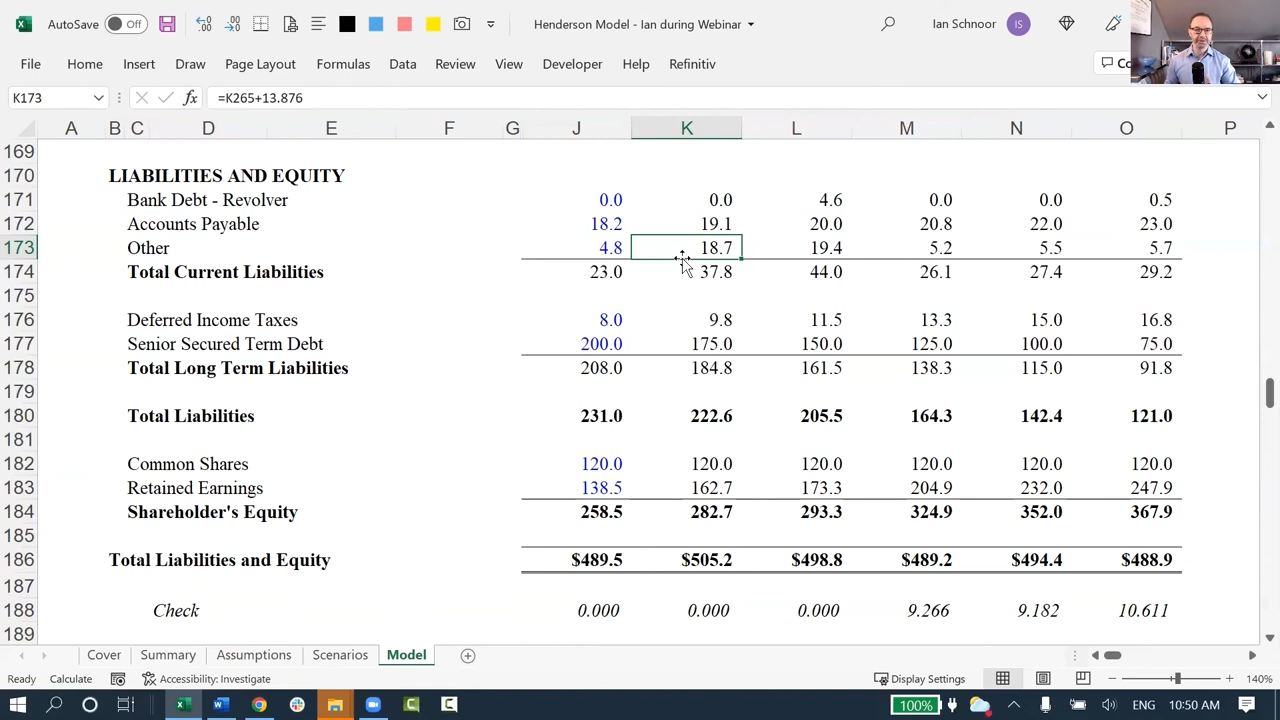 AutoSave Off Henderson Model - Ian during Webinar Ian Schnoor IS
File Home Insert Draw Page Layout Formulas Data Review View Developer Help Refinitiv
K173 fx =K265+13.876
A B C D E F G J K L M N O P
169
170 LIABILITIES AND EQUITY
171 Bank Debt - Revolver 0.0 0.0 4.6 0.0 0.0 0.5
172 Accounts Payable 18.2 19.1 20.0 20.8 22.0 23.0
173 Other 4.8 18.7 19.4 5.2 5.5 5.7
174 Total Current Liabilities 23.0 37.8 44.0 26.1 27.4 29.2
175
176 Deferred Income Taxes 8.0 9.8 11.5 13.3 15.0 16.8
177 Senior Secured Term Debt 200.0 175.0 150.0 125.0 100.0 75.0
178 Total Long Term Liabilities 208.0 184.8 161.5 138.3 115.0 91.8
179
180 Total Liabilities 231.0 222.6 205.5 164.3 142.4 121.0
181
182 Common Shares 120.0 120.0 120.0 120.0 120.0 120.0
183 Retained Earnings 138.5 162.7 173.3 204.9 232.0 247.9
184 Shareholder's Equity 258.5 282.7 293.3 324.9 352.0 367.9
185
186 Total Liabilities and Equity $489.5 $505.2 $498.8 $489.2 $494.4 $488.9
187
188 Check 0.000 0.000 0.000 9.266 9.182 10.611
189
Cover Summary Assumptions Scenarios Model
Ready Calculate Accessibility: Investigate Display Settings 140%
100% ENG 10:50 AM